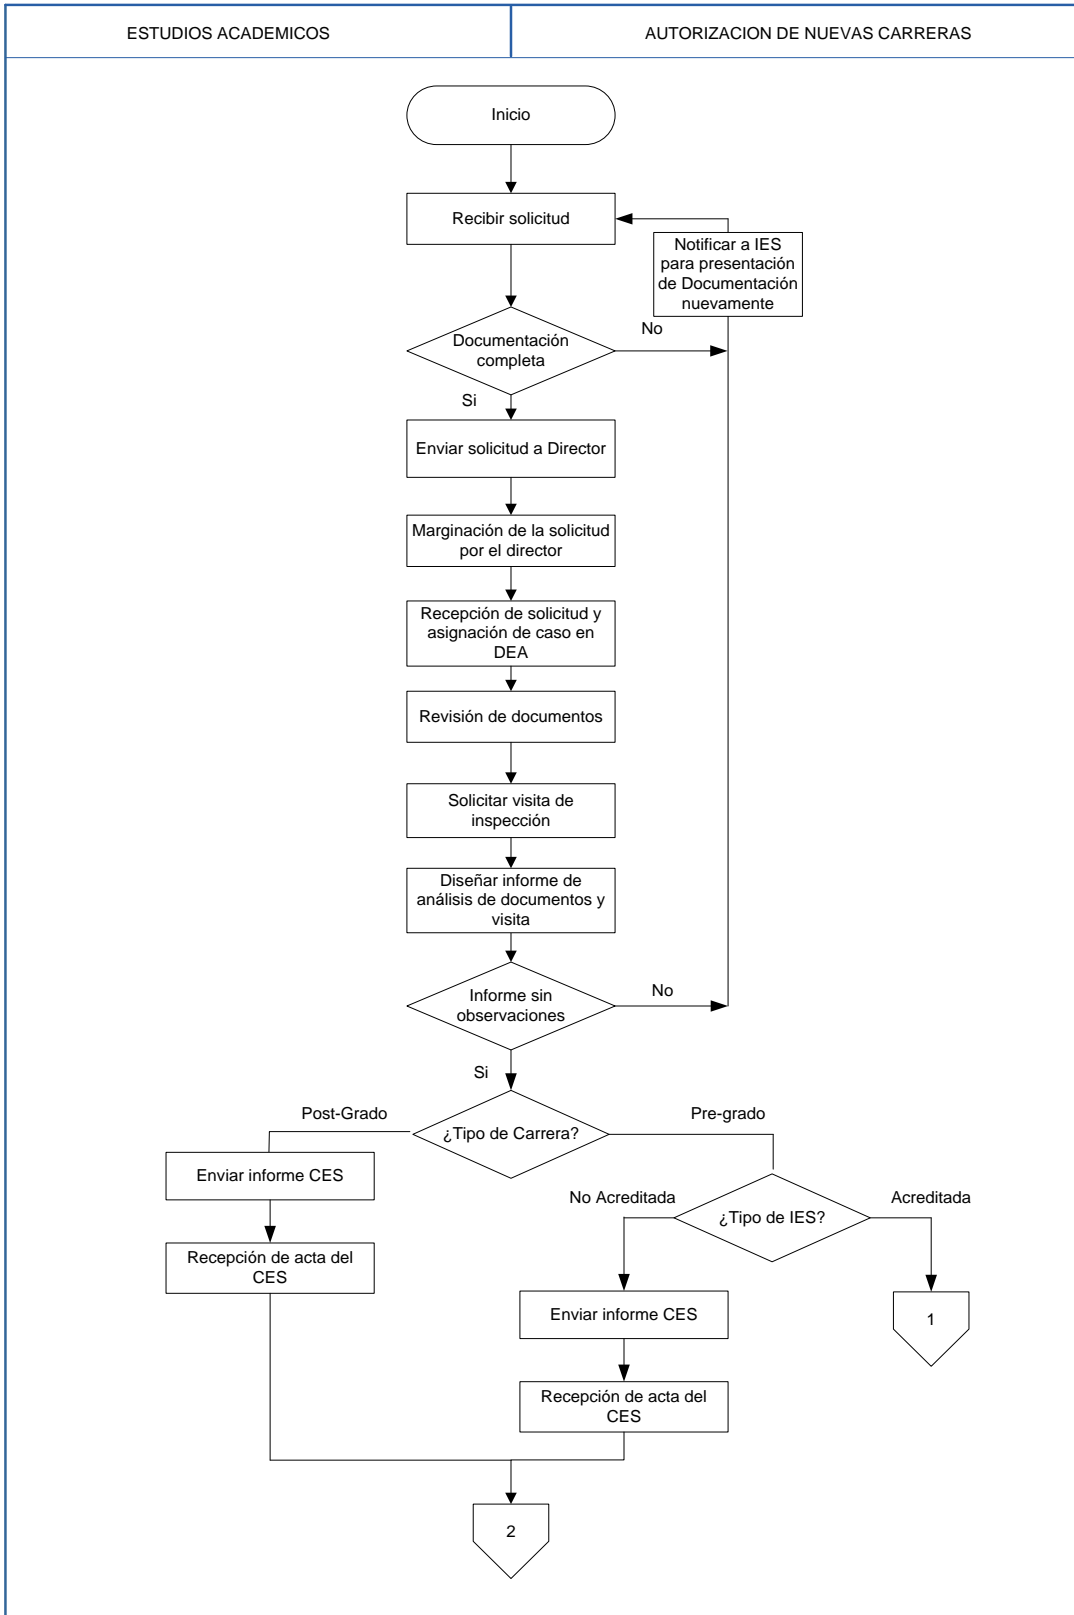 ESTUDIOS ACADEMICOS
AUTORIZACION DE NUEVAS CARRERAS
Inicio
Recibir solicitud
Notificar a IES
para presentación
de Documentación
nuevamente
Documentación
completa
No
Si
Enviar solicitud a Director
Marginación de la solicitud
por el director
Recepción de solicitud y
asignación de caso en
DEA
Revisión de documentos
Solicitar visita de
inspección
Diseñar informe de
análisis de documentos y
visita
Informe sin
observaciones
No
Si
¿Tipo de Carrera?
Post-Grado
Pre-grado
Enviar informe CES
Recepción de acta del
CES
¿Tipo de IES?
No Acreditada
Acreditada
Enviar informe CES
1
Recepción de acta del
CES
2